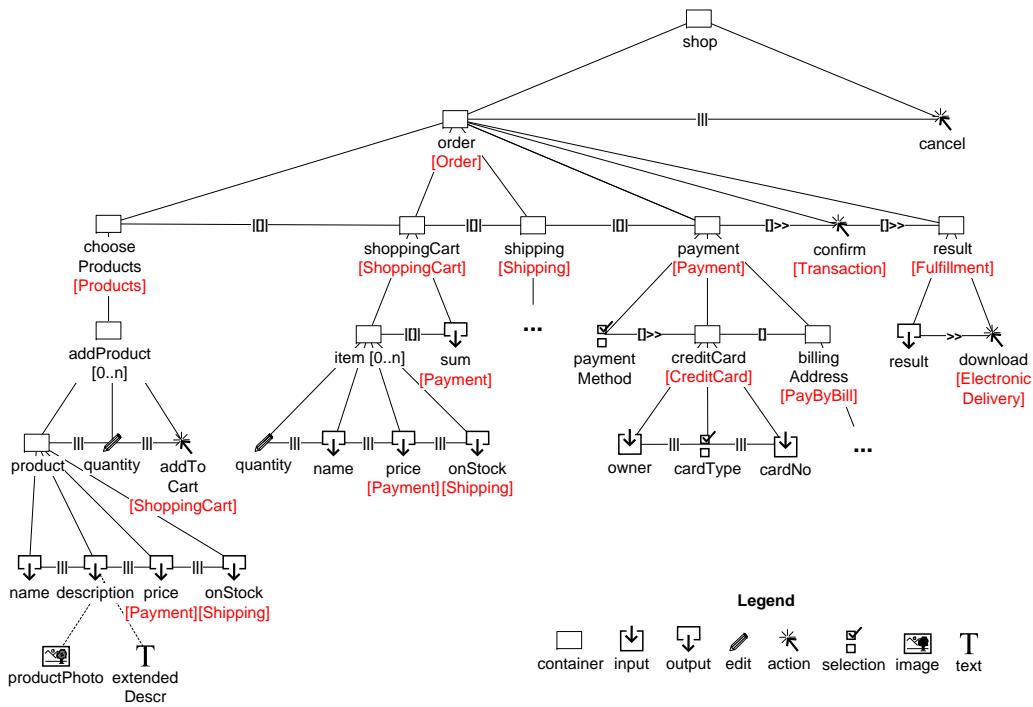 shop
|||
order
[Order]
cancel
|[]|
|[]|
|[]|
[]>>
[]>>
choose
Products
[Products]
shoppingCart
[ShoppingCart]
shipping
[Shipping]
payment
[Payment]
confirm
[Transaction]
result
[Fulfillment]
...
addProduct
[0..n]
item [0..n]
|[]|
sum
[Payment]
payment
Method
[]>>
creditCard
[CreditCard]
[]
billing
Address
[PayByBill]
result
>>
download
[Electronic
Delivery]
product
|||
quantity
|||
addTo
Cart
[ShoppingCart]
quantity
|||
name
|||
price
[Payment]
|||
onStock
[Shipping]
owner
|||
cardType
|||
cardNo
...
name
|||
description
|||
price
[Payment]
|||
onStock
[Shipping]
productPhoto
T
extended
Descr
Legend
container
input
output
edit
action
selection
image
T
text